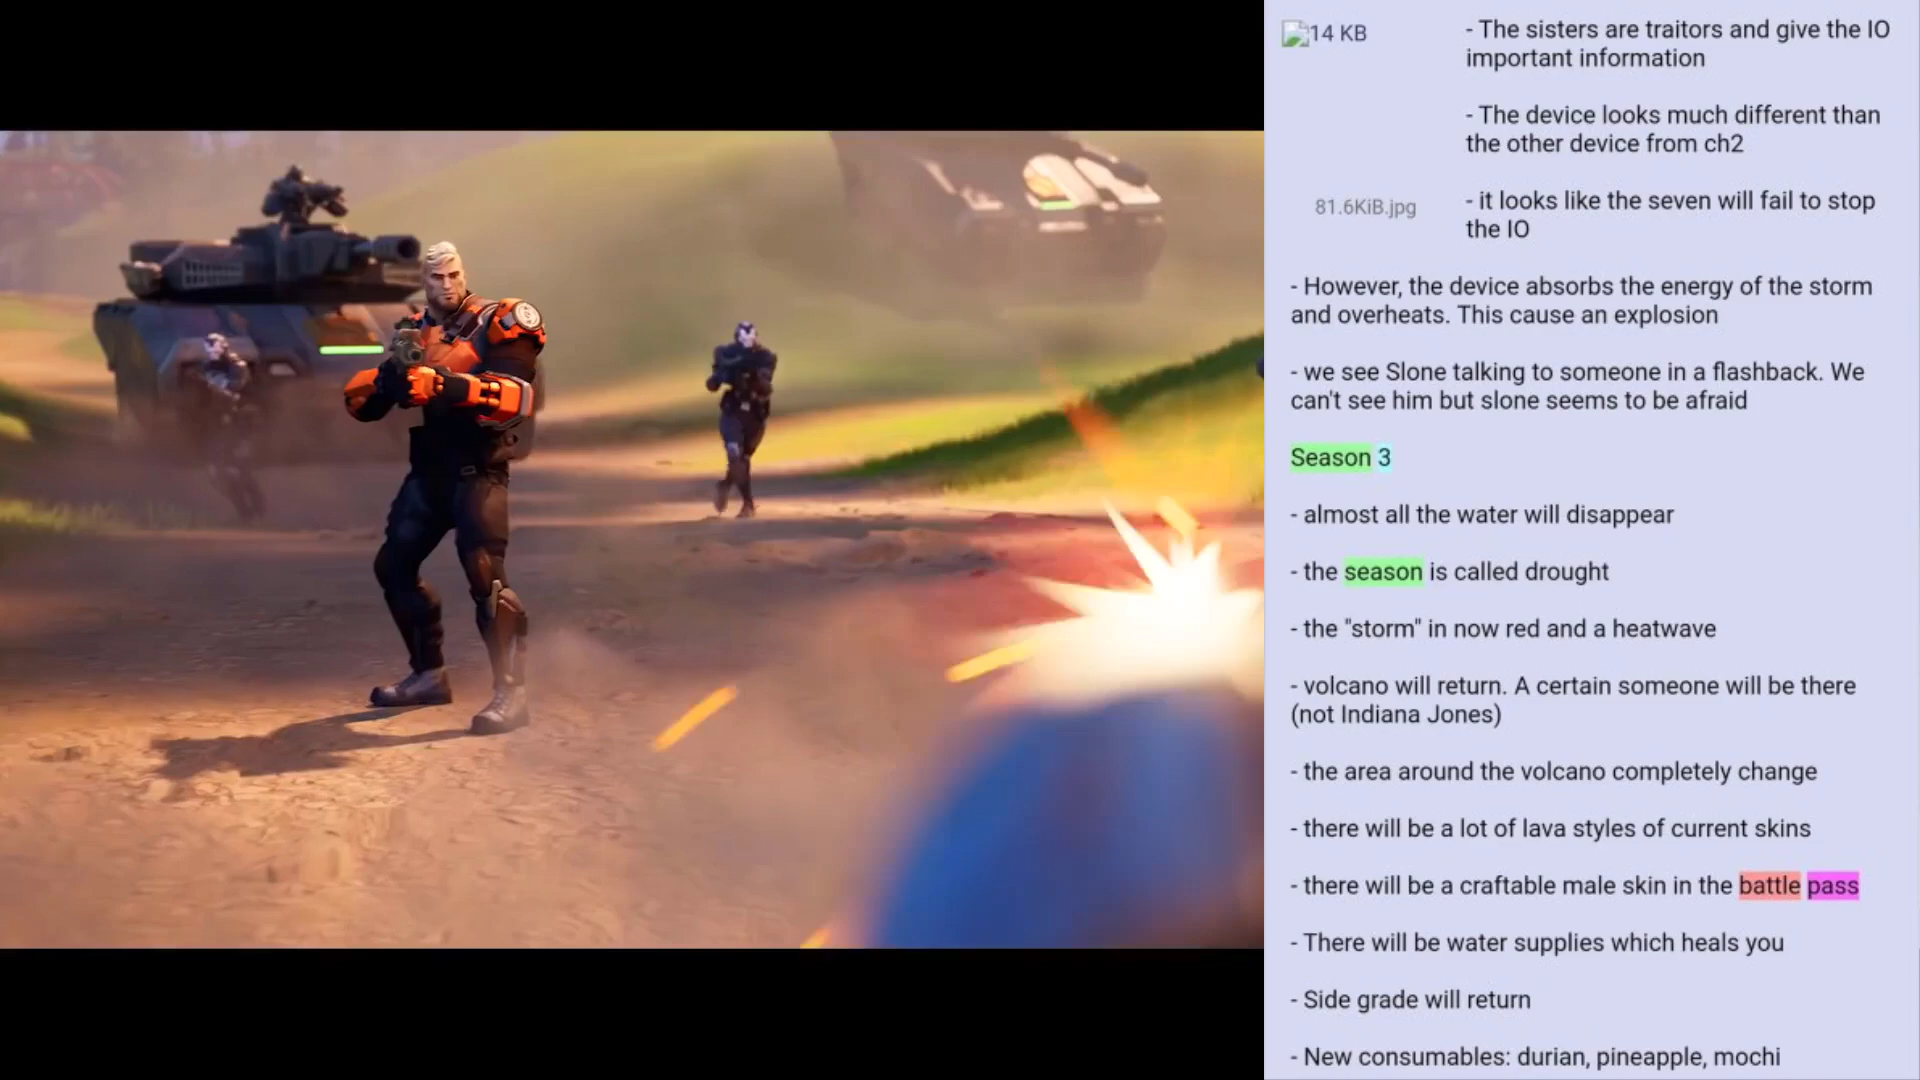 14 KB
- The sisters are traitors and give the IO
important information
- The device looks much different than
the other device from ch2
81.6KiB.jpg
- it looks like the seven will fail to stop
the IO
- However, the device absorbs the energy of the storm
and overheats. This cause an explosion
- we see Slone talking to someone in a flashback. We
can't see him but slone seems to be afraid
Season 3
- almost all the water will disappear
- the season is called drought
- the "storm" in now red and a heatwave
- volcano will return. A certain someone will be there
(not Indiana Jones)
- the area around the volcano completely change
- there will be a lot of lava styles of current skins
- there will be a craftable male skin in the battle pass
- There will be water supplies which heals you
- Side grade will return
- New consumables: durian, pineapple, mochi